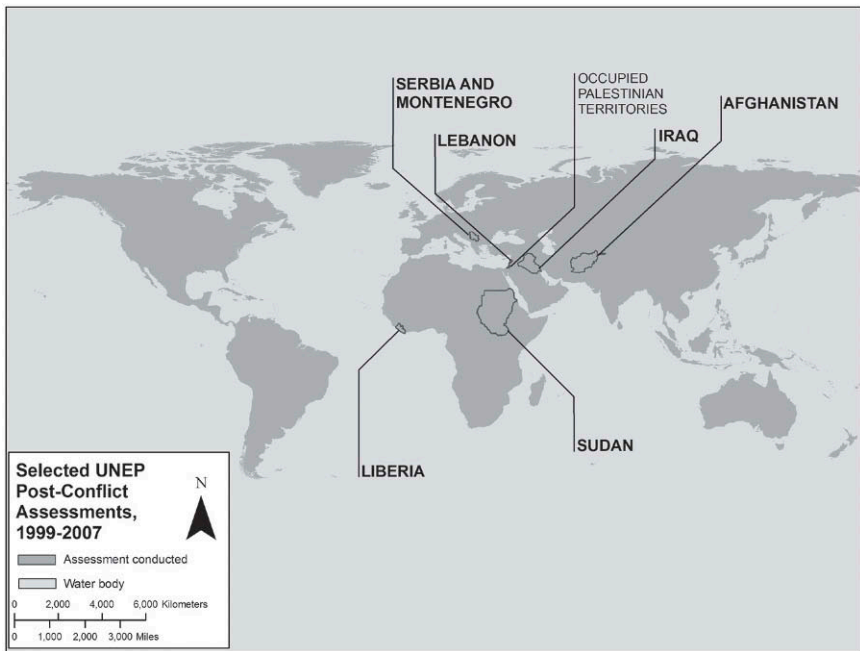 SERBIA AND
MONTENEGRO
LEBANON
OCCUPIED
PALESTINIAN
TERRITORIES
IRAQ
AFGHANISTAN
LIBERIA
SUDAN
Selected UNEP
Post-Conflict
Assessments,
1999-2007
N
Assessment conducted
Water body
0 2,000 4,000 6,000 Kilometers
0 1,000 2,000 3,000 Miles